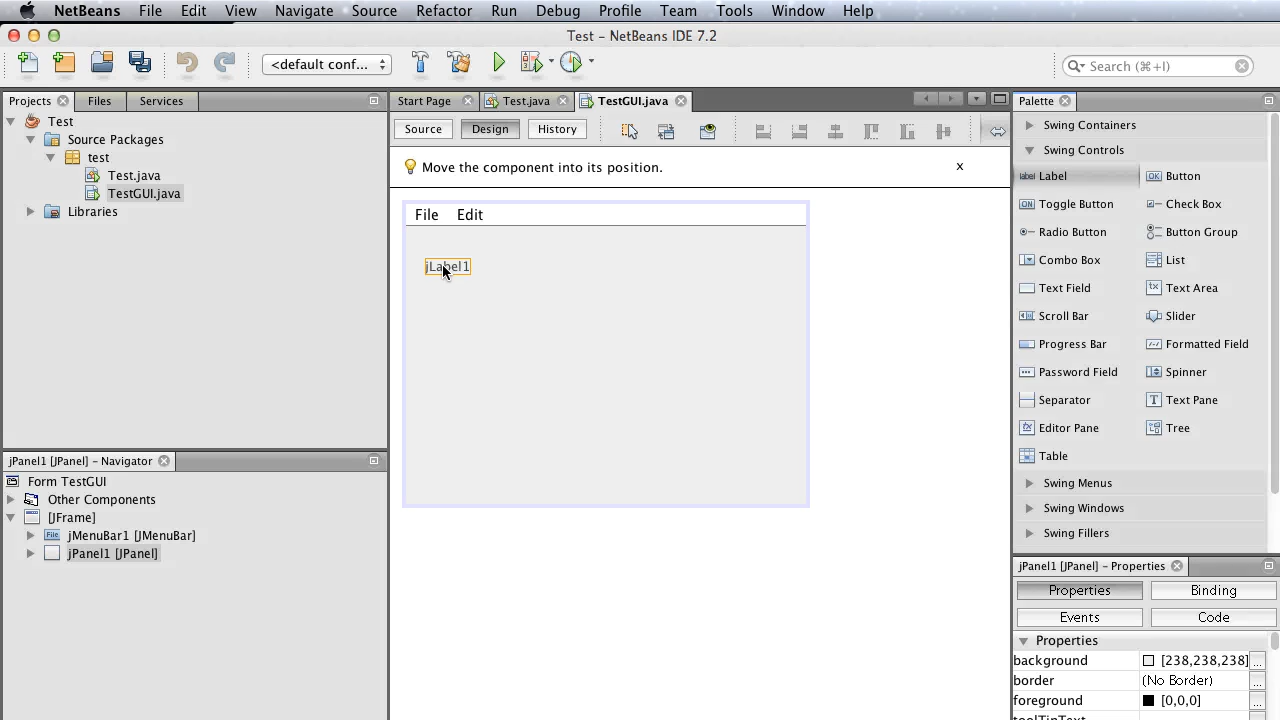 NetBeans File Edit View Navigate Source Refactor Run Debug Profile Team Tools Window Help
Test – NetBeans IDE 7.2
<default conf...
Search (⌘+I)
Projects Files Services
Test
Source Packages
test
Test.java
TestGUI.java
Libraries
jPanel1 [JPanel] – Navigator
Form TestGUI
Other Components
[JFrame]
File jMenuBar1 [JMenuBar]
jPanel1 [JPanel]
Start Page Test.java TestGUI.java
Source Design History
Move the component into its position. x
File Edit
jLabel1
Palette
Swing Containers
Swing Controls
label Label OK Button
ON Toggle Button Check Box
Radio Button Button Group
Combo Box List
Text Field tx Text Area
Scroll Bar Slider
Progress Bar Formatted Field
Password Field Spinner
Separator T Text Pane
Editor Pane Tree
Table
Swing Menus
Swing Windows
Swing Fillers
jPanel1 [JPanel] – Properties
Properties Binding
Events Code
Properties
background [238,238,238] ...
border (No Border) ...
foreground [0,0,0] ...
toolTipText